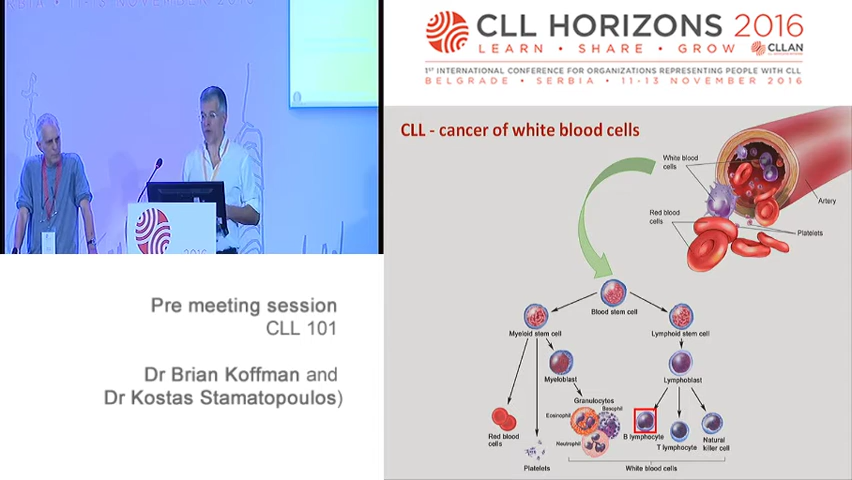 CLL HORIZONS 2016
LEARN • SHARE • GROW
CLLAN
1ST INTERNATIONAL CONFERENCE FOR ORGANIZATIONS REPRESENTING PEOPLE WITH CLL
BELGRADE • SERBIA • 11-13 NOVEMBER 2016
2016
Pre meeting session
CLL 101
Dr Brian Koffman and
Dr Kostas Stamatopoulos)
CLL - cancer of white blood cells
White blood
cells
Artery
Red blood
cells
Platelets
Blood stem cell
Myeloid stem cell
Lymphoid stem cell
Myeloblast
Lymphoblast
Granulocytes
Basophil
Eosinophil
Neutrophil
Red blood
cells
Platelets
B lymphocyte
T lymphocyte
Natural
killer cell
White blood cells